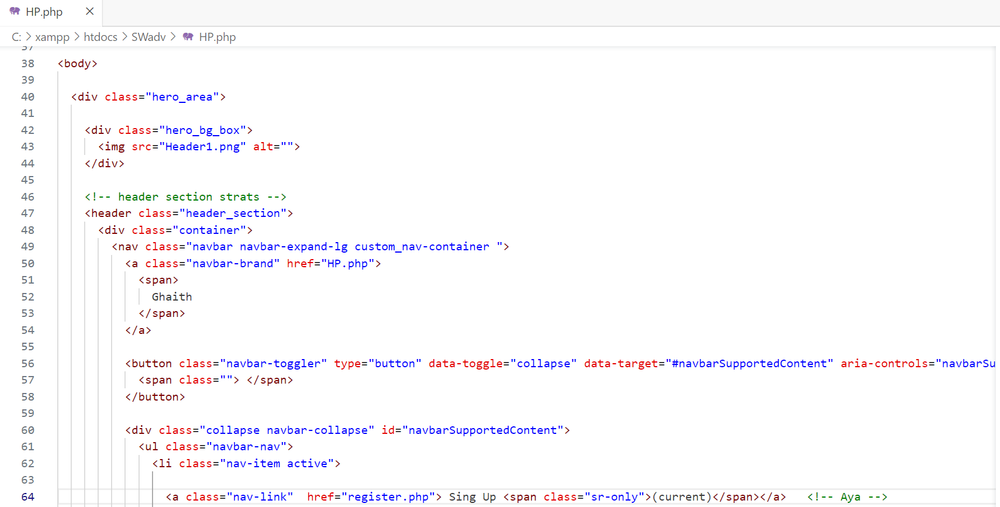 HP.php
C: > xampp > htdocs > SWadv > HP.php
37
38 <body>
39
40 <div class="hero_area">
41
42 <div class="hero_bg_box">
43 <img src="Header1.png" alt="">
44 </div>
45
46 <!-- header section strats -->
47 <header class="header_section">
48 <div class="container">
49 <nav class="navbar navbar-expand-lg custom_nav-container ">
50 <a class="navbar-brand" href="HP.php">
51 <span>
52 Ghaith
53 </span>
54 </a>
55
56 <button class="navbar-toggler" type="button" data-toggle="collapse" data-target="#navbarSupportedContent" aria-controls="navbarSu
57 <span class=""> </span>
58 </button>
59
60 <div class="collapse navbar-collapse" id="navbarSupportedContent">
61 <ul class="navbar-nav">
62 <li class="nav-item active">
63
64 <a class="nav-link"  href="register.php"> Sing Up <span class="sr-only">(current)</span></a>   <!-- Aya -->